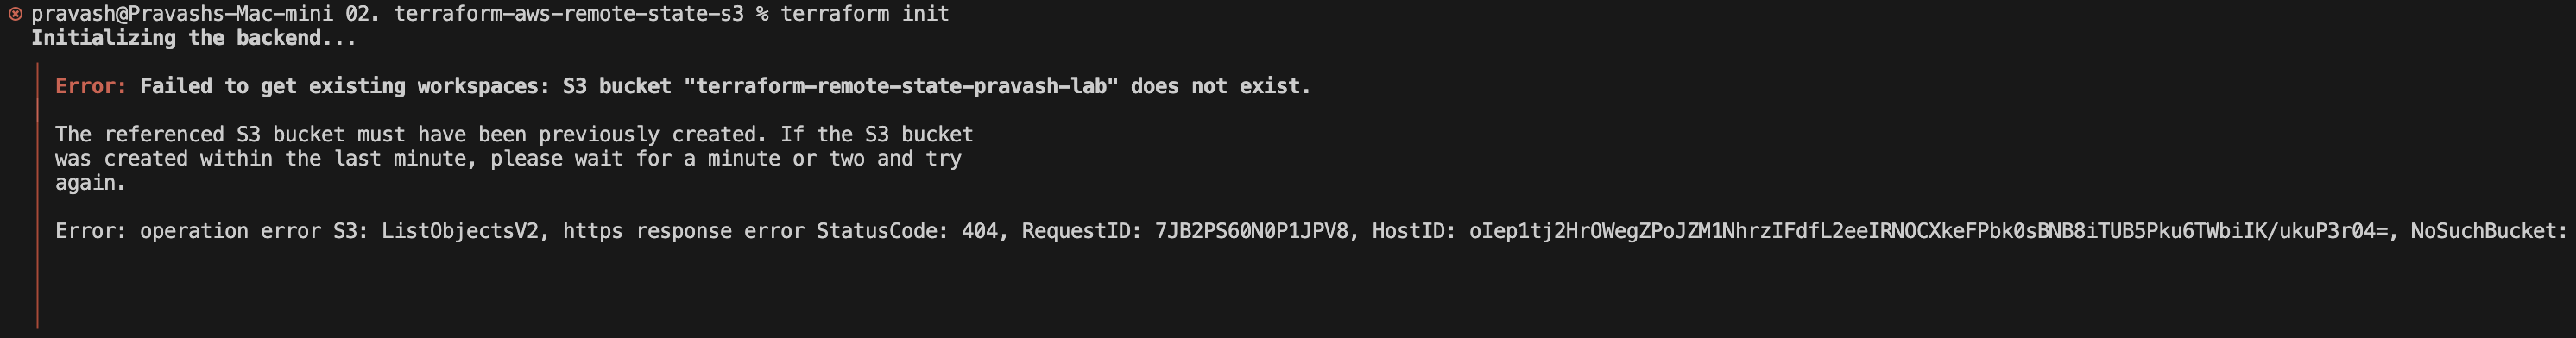 pravash@Pravashs-Mac-mini 02. terraform-aws-remote-state-s3 % terraform init
Initializing the backend...
Error: Failed to get existing workspaces: S3 bucket "terraform-remote-state-pravash-lab" does not exist.
The referenced S3 bucket must have been previously created. If the S3 bucket
was created within the last minute, please wait for a minute or two and try
again.
Error: operation error S3: ListObjectsV2, https response error StatusCode: 404, RequestID: 7JB2PS60N0P1JPV8, HostID: oIep1tj2HrOWegZPoJZM1NhrzIFdfL2eeIRNOCXkeFPbk0sBNB8iTUB5Pku6TWbiIK/ukuP3r04=, NoSuchBucket: